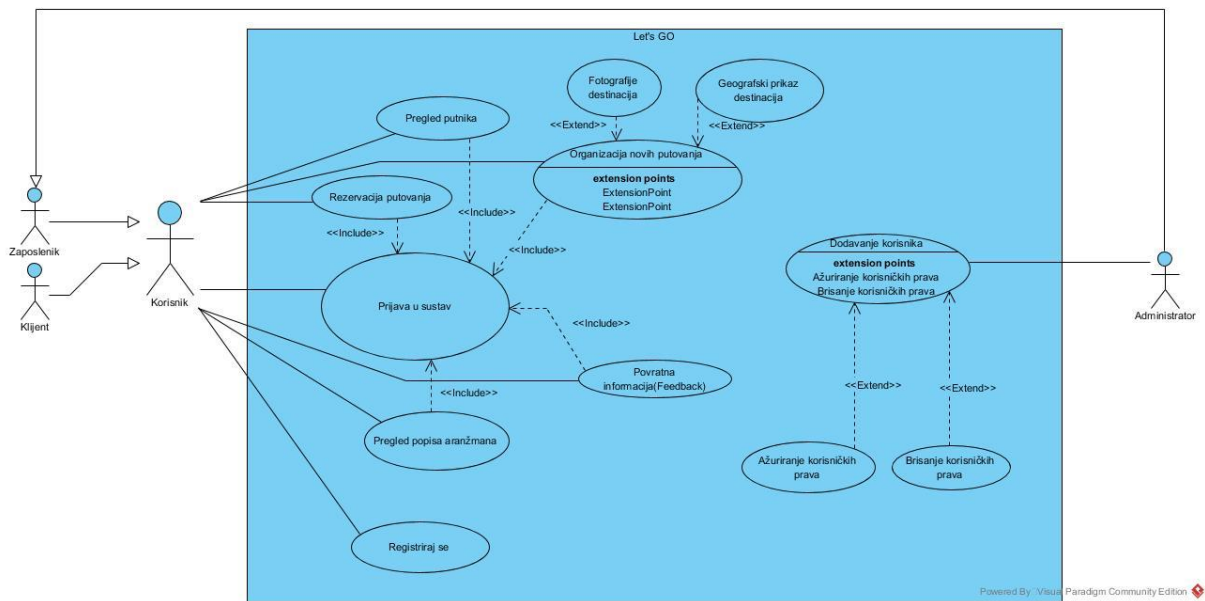 Let's GO
Fotografije
destinacija
Geografski prikaz
destinacija
<<Extend>>
<<Extend>>
Pregled putnika
Organizacija novih putovanja
extension points
ExtensionPoint
ExtensionPoint
Rezervacija putovanja
<<Include>>
<<Include>>
<<Include>>
Zaposlenik
Klijent
Korisnik
Prijava u sustav
Dodavanje korisnika
extension points
Ažuriranje korisničkih prava
Brisanje korisničkih prava
Administrator
<<Include>>
Povratna
informacija(Feedback)
<<Include>>
<<Extend>>
<<Extend>>
Pregled popisa aranžmana
Ažuriranje korisničkih
prava
Brisanje korisničkih
prava
Registriraj se
Powered By Visual Paradigm Community Edition